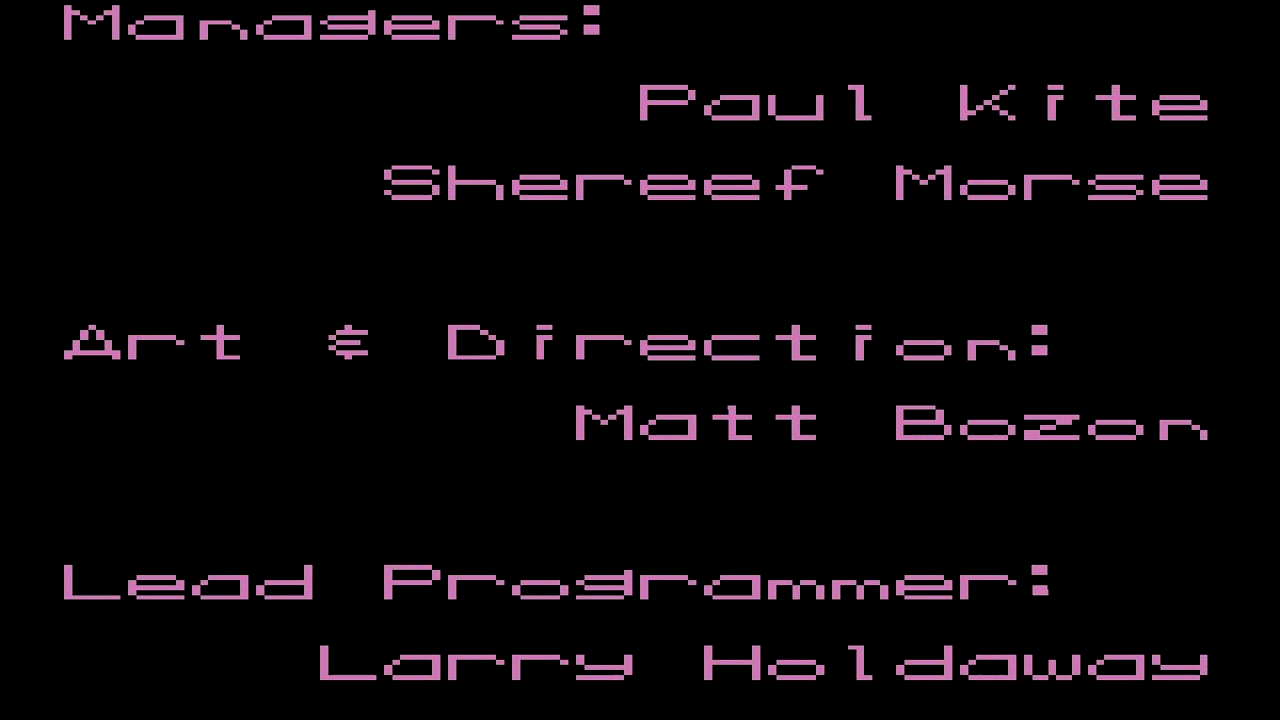 Managers:
Paul Kite
Shereef Morse
Art & Direction:
Matt Bozon
Lead Programmer:
Larry Holdaway